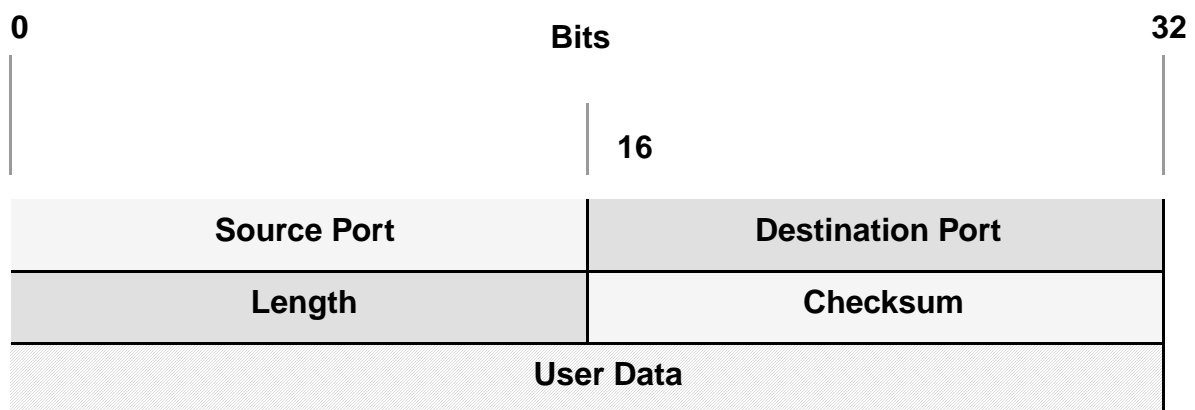 0 Bits 32
16
Source Port Destination Port
Length Checksum
User Data